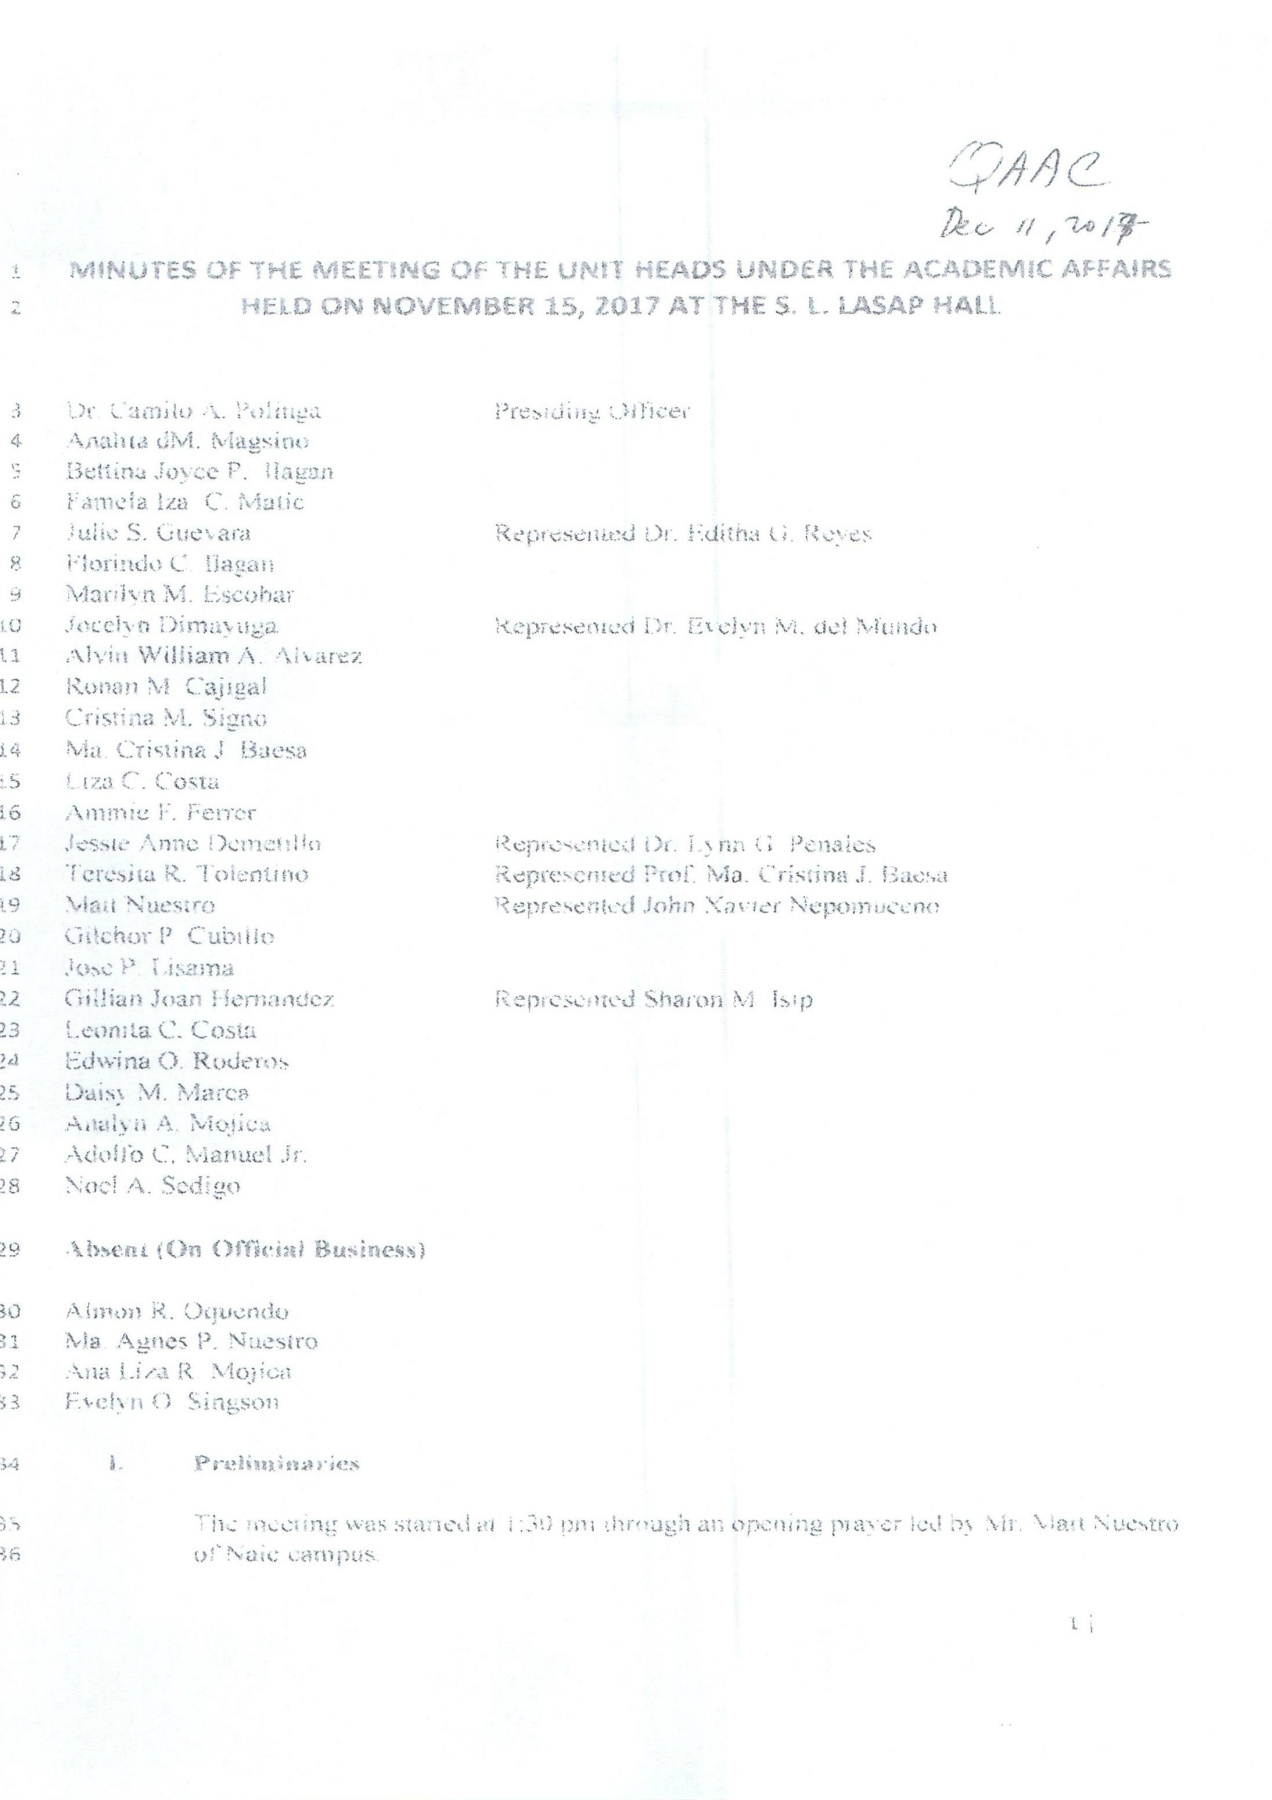 QAAC
Dec 11, 2017
1 MINUTES OF THE MEETING OF THE UNIT HEADS UNDER THE ACADEMIC AFFAIRS
2 HELD ON NOVEMBER 15, 2017 AT THE S. L. LASAP HALL
3 Dr. Camilo A. Polinga Presiding Officer
4 Analita dM. Magsino
5 Bettina Joyce P. Ilagan
6 Famela Iza C. Matic
7 Julie S. Guevara Represented Dr. Editha G. Reyes
8 Florindo C. Ilagan
9 Marilyn M. Escobar
10 Jocelyn Dimayuga Represented Dr. Evelyn M. del Mundo
11 Alvin William A. Alvarez
12 Ronan M. Cajigal
13 Cristina M. Signo
14 Ma. Cristina J. Baesa
15 Liza C. Costa
16 Ammie F. Ferrer
17 Jessie Anne Demetillo Represented Dr. Lynn G. Penales
18 Teresita R. Tolentino Represented Prof. Ma. Cristina J. Baesa
19 Matt Nuestro Represented John Xavier Nepomuceno
20 Gilchor P. Cubillo
21 Jose P. Lisama
22 Gillian Joan Hernandez Represented Sharon M. Isip
23 Leonila C. Costa
24 Edwina O. Roderos
25 Daisy M. Marca
26 Analyn A. Mojica
27 Adolfo C. Manuel Jr.
28 Noel A. Sedigo
29 Absent (On Official Business)
30 Almon R. Oquendo
31 Ma. Agnes P. Nuestro
32 Ana Liza R. Mojica
33 Evelyn O. Singson
34 I. Preliminaries
35 The meeting was started at 1:30 pm through an opening prayer led by Mr. Matt Nuestro
36 of Naic campus.
1 |